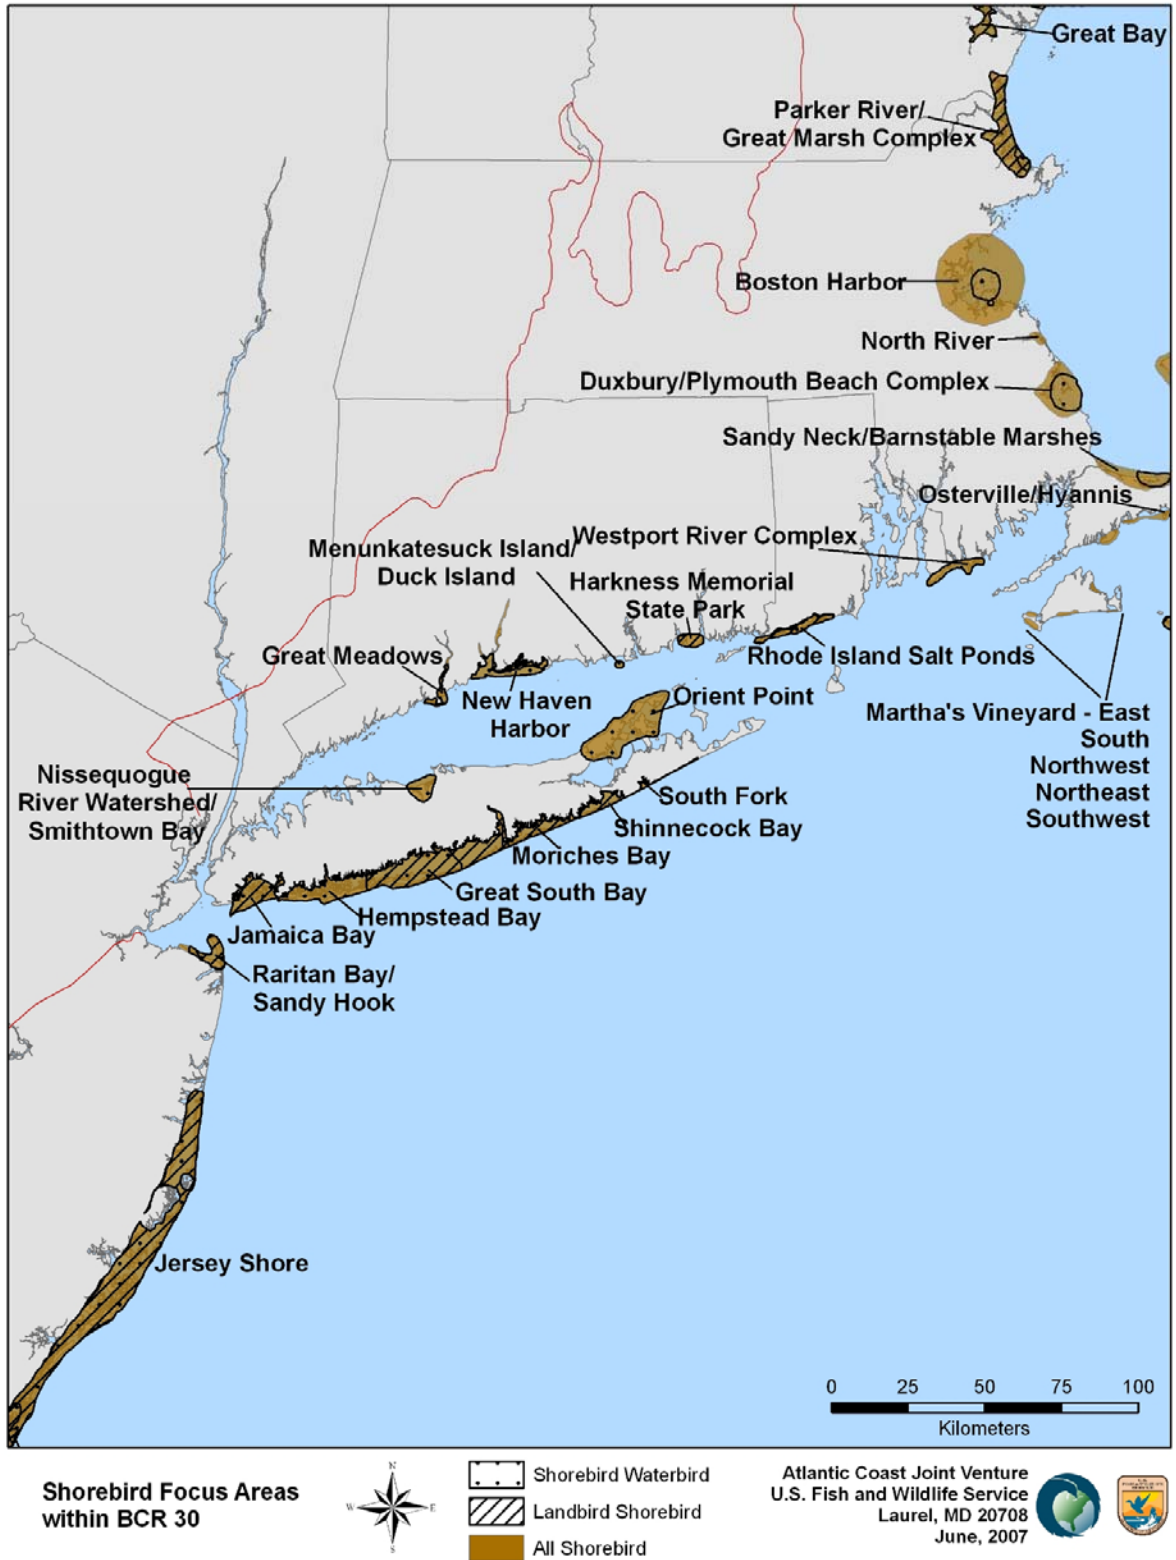 Great Bay
Parker River/
Great Marsh Complex
Boston Harbor
North River
Duxbury/Plymouth Beach Complex
Sandy Neck/Barnstable Marshes
Osterville/Hyannis
Westport River Complex
Menunkatesuck Island/
Duck Island
Harkness Memorial
State Park
Great Meadows
Rhode Island Salt Ponds
New Haven
Harbor
Orient Point
Martha's Vineyard - East
South
Northwest
Northeast
Southwest
Nissequogue
River Watershed/
Smithtown Bay
South Fork
Shinnecock Bay
Moriches Bay
Great South Bay
Hempstead Bay
Jamaica Bay
Raritan Bay/
Sandy Hook
Jersey Shore
0 25 50 75 100
Kilometers
Shorebird Focus Areas
within BCR 30
N
W E
S
Shorebird Waterbird
Landbird Shorebird
All Shorebird
Atlantic Coast Joint Venture
U.S. Fish and Wildlife Service
Laurel, MD 20708
June, 2007